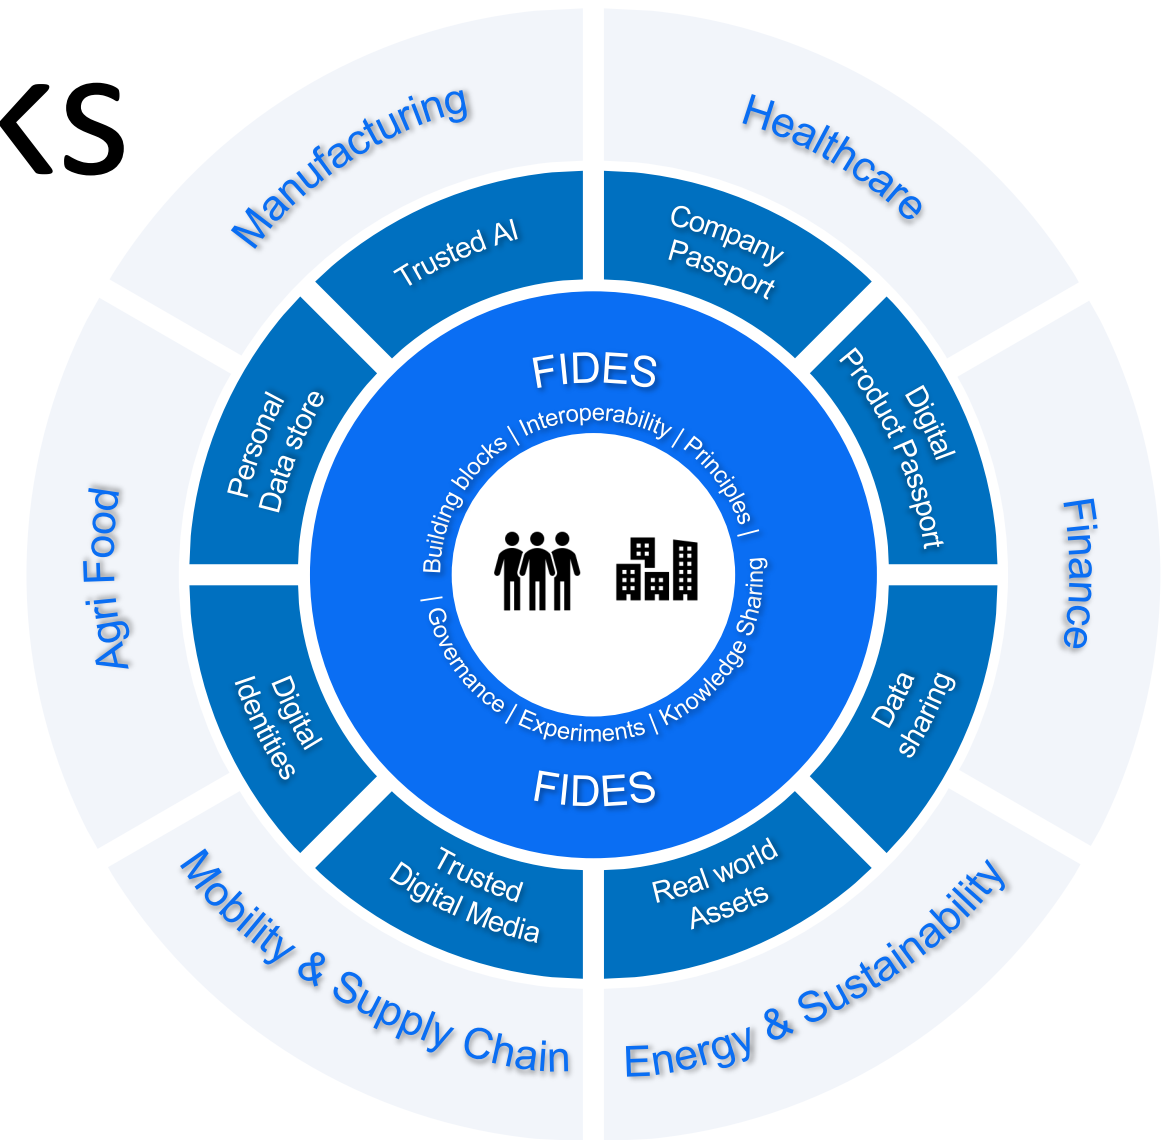 ks
Manufacturing
Healthcare
Finance
Energy & Sustainability
Mobility & Supply Chain
Agri Food
Trusted AI
Company
Passport
Digital
Product Passport
Data
sharing
Real world
Assets
Trusted
Digital Media
Digital
Identities
Personal
Data store
FIDES
Building blocks | Interoperability | Principles |
Knowledge Sharing
| Governance | Experiments |
FIDES